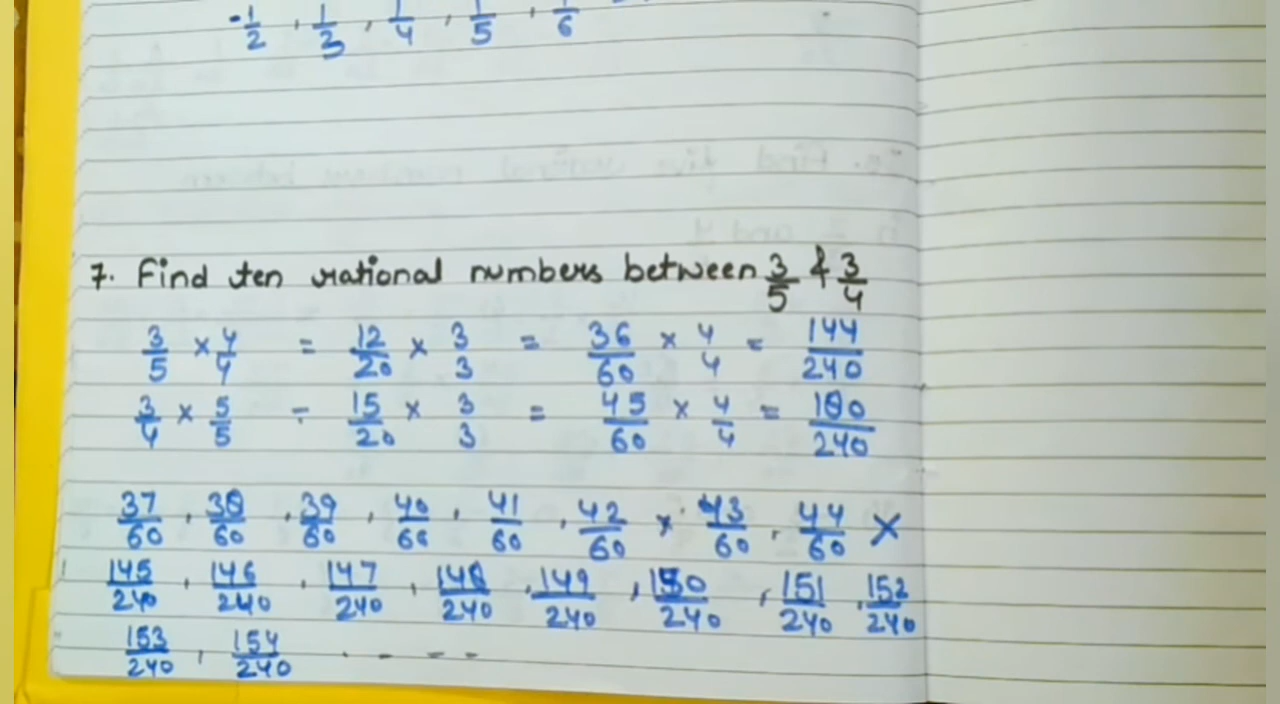 -1/2 , 1/3 , 1/4 , 1/5 , 1/6
7. Find ten rational numbers between 3/5 & 3/4
3/5 × 4/4 = 12/20 × 3/3 = 36/60 × 4/4 = 144/240
3/4 × 5/5 = 15/20 × 3/3 = 45/60 × 4/4 = 180/240
37/60 , 38/60 , 39/60 , 40/60 , 41/60 , 42/60 × 43/60 , 44/60 ×
145/240 , 146/240 , 147/240 , 148/240 , 149/240 , 150/240 , 151/240 , 152/240
153/240 , 154/240 - - - -